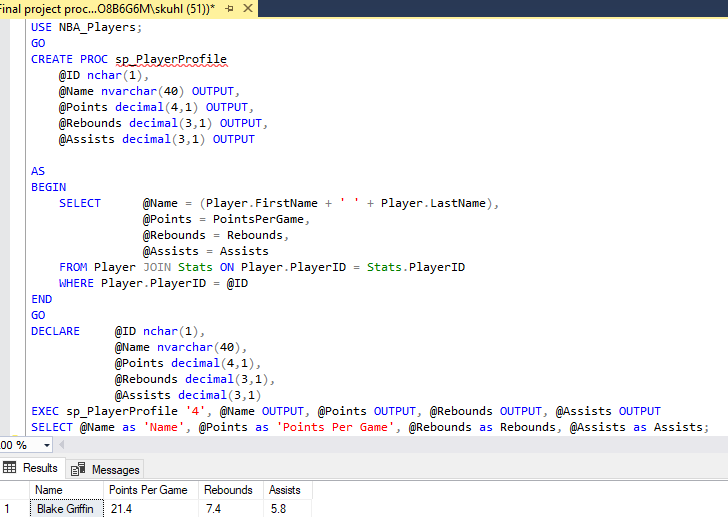 Final project proc...O8B6G6M\skuhl (51))*
USE NBA_Players;
GO
CREATE PROC sp_PlayerProfile
    @ID nchar(1),
    @Name nvarchar(40) OUTPUT,
    @Points decimal(4,1) OUTPUT,
    @Rebounds decimal(3,1) OUTPUT,
    @Assists decimal(3,1) OUTPUT
AS
BEGIN
    SELECT      @Name = (Player.FirstName + ' ' + Player.LastName),
                @Points = PointsPerGame,
                @Rebounds = Rebounds,
                @Assists = Assists
    FROM Player JOIN Stats ON Player.PlayerID = Stats.PlayerID
    WHERE Player.PlayerID = @ID
END
GO
DECLARE     @ID nchar(1),
            @Name nvarchar(40),
            @Points decimal(4,1),
            @Rebounds decimal(3,1),
            @Assists decimal(3,1)
EXEC sp_PlayerProfile '4', @Name OUTPUT, @Points OUTPUT, @Rebounds OUTPUT, @Assists OUTPUT
SELECT @Name as 'Name', @Points as 'Points Per Game', @Rebounds as Rebounds, @Assists as Assists;
00 %
Results Messages
Name Points Per Game Rebounds Assists
1 Blake Griffin 21.4 7.4 5.8